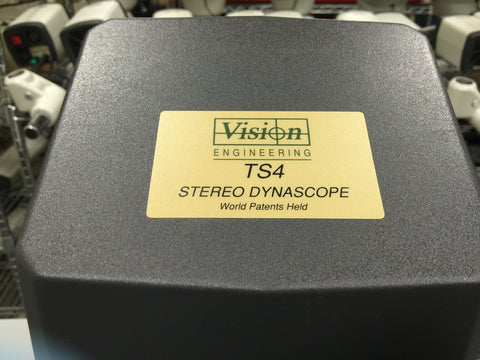 Vision
ENGINEERING
TS4
STEREO DYNASCOPE
World Patents Held